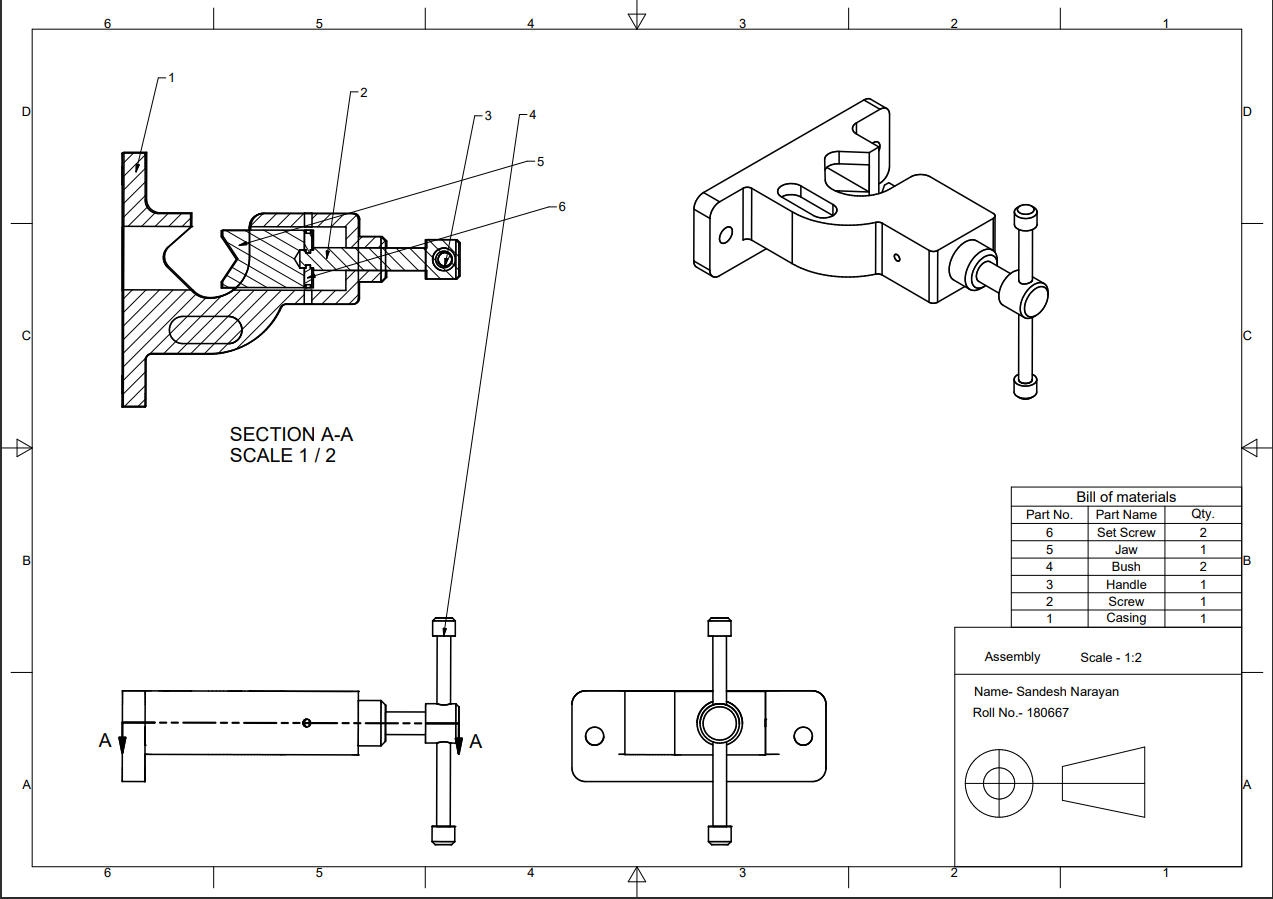 6 5 4 3 2 1
D D
1
2
3
4
5
6
C C
SECTION A-A
SCALE 1 / 2
Bill of materials
Part No. Part Name Qty.
6 Set Screw 2
5 Jaw 1
4 Bush 2
3 Handle 1
2 Screw 1
1 Casing 1
B B
Assembly Scale - 1:2
Name- Sandesh Narayan
Roll No.- 180667
A A
A A
6 5 4 3 2 1